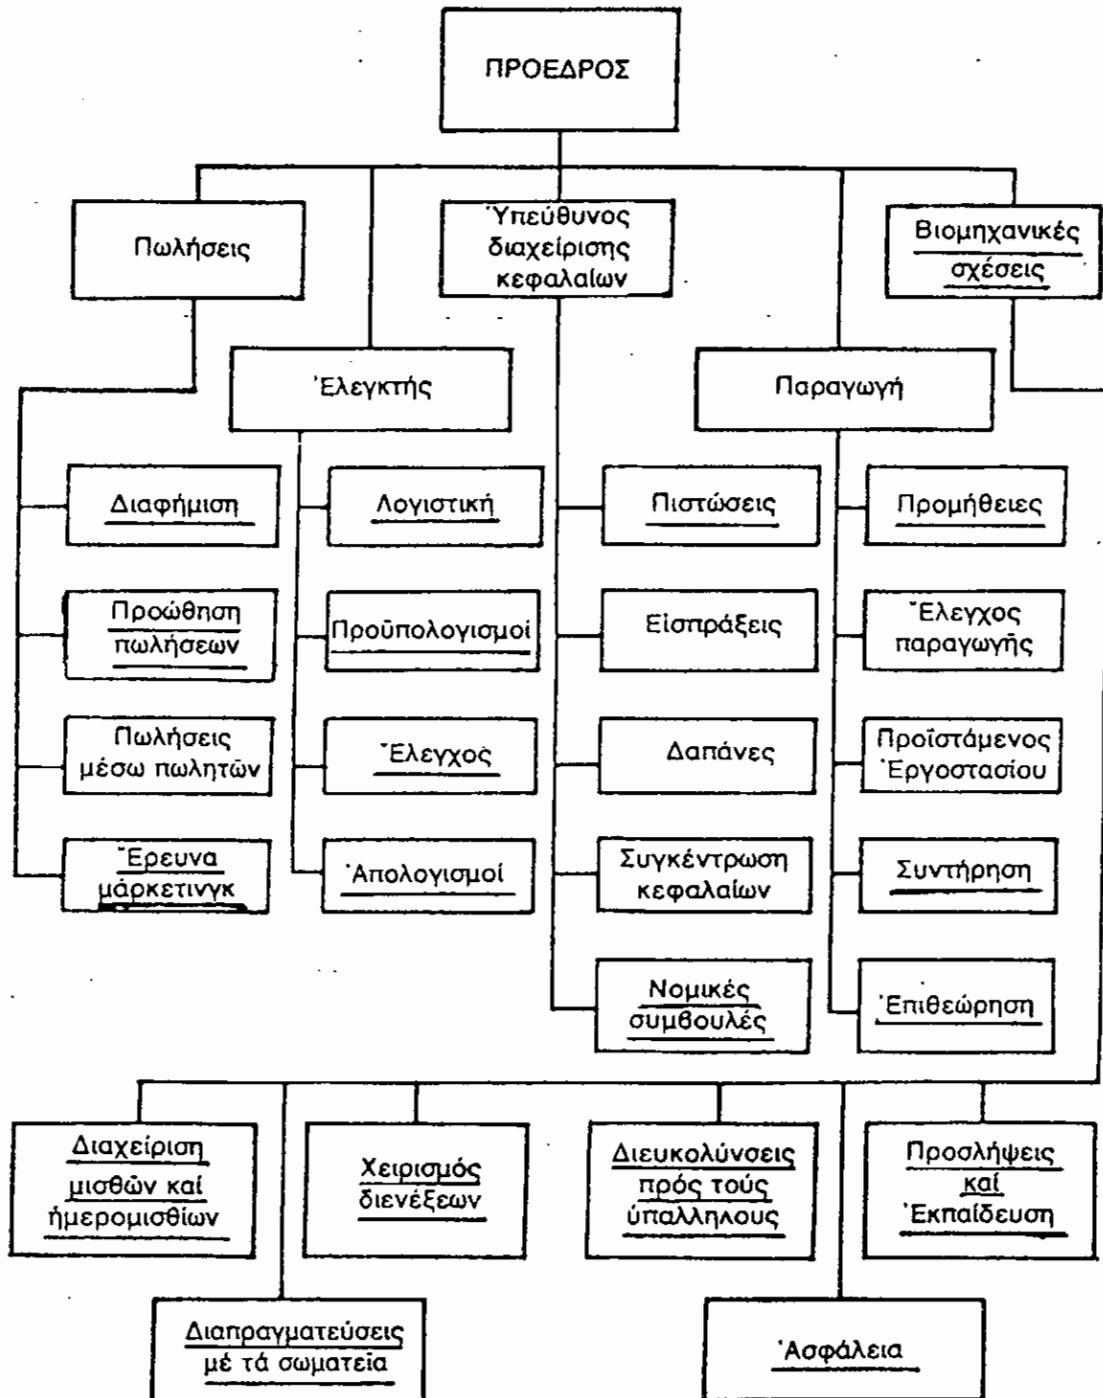 ΠΡΟΕΔΡΟΣ
Πωλήσεις
Ὑπεύθυνος
διαχείρισης
κεφαλαίων
Βιομηχανικές
σχέσεις
Ἐλεγκτής
Παραγωγή
Διαφήμιση
Λογιστική
Πιστώσεις
Προμήθειες
Προώθηση
πωλήσεων
Προϋπολογισμοί
Εἰσπράξεις
Ἔλεγχος
παραγωγῆς
Πωλήσεις
μέσω πωλητῶν
Ἔλεγχος
Δαπάνες
Προϊστάμενος
Ἐργοστασίου
Ἔρευνα
μάρκετινγκ
Ἀπολογισμοί
Συγκέντρωση
κεφαλαίων
Συντήρηση
Νομικές
συμβουλές
Ἐπιθεώρηση
Διαχείριση
μισθῶν καί
ἡμερομισθίων
Χειρισμός
διενέξεων
Διευκολύνσεις
πρός τούς
ὑπαλληλους
Προσλήψεις
καί
Ἐκπαίδευση
Διαπραγματεύσεις
μέ τά σωματεῖα
Ἀσφάλεια